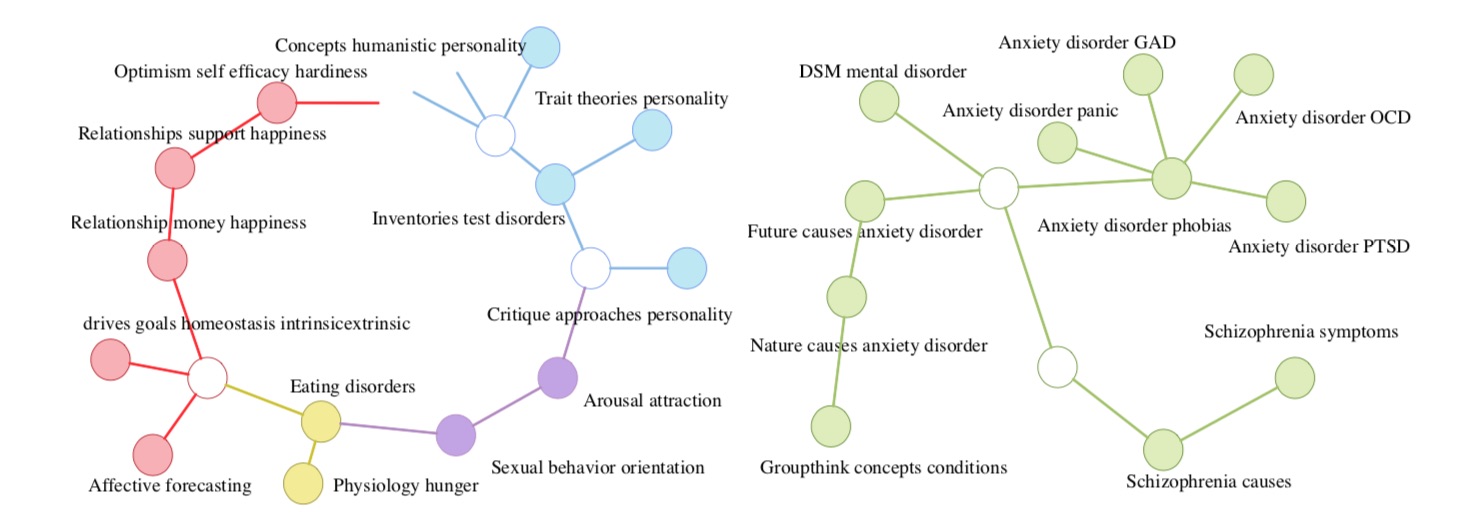 Concepts humanistic personality
Optimism self efficacy hardiness
Trait theories personality
Relationships support happiness
Relationship money happiness
Inventories test disorders
Critique approaches personality
drives goals homeostasis intrinsicextrinsic
Eating disorders
Arousal attraction
Sexual behavior orientation
Affective forecasting
Physiology hunger
Anxiety disorder GAD
DSM mental disorder
Anxiety disorder panic
Anxiety disorder OCD
Future causes anxiety disorder
Anxiety disorder phobias
Anxiety disorder PTSD
Nature causes anxiety disorder
Schizophrenia symptoms
Groupthink concepts conditions
Schizophrenia causes